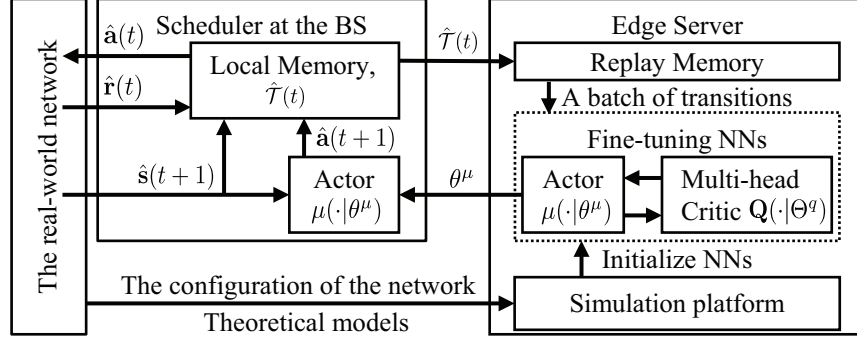 The real-world network
Scheduler at the BS
â(t)
r̂(t)
Local Memory,
𝒯̂(t)
â(t+1)
ŝ(t+1)
Actor
μ(·|θ^μ)
𝒯̂(t)
θ^μ
Edge Server
Replay Memory
A batch of transitions
Fine-tuning NNs
Actor
μ(·|θ^μ)
Multi-head
Critic Q(·|Θ^q)
Initialize NNs
The configuration of the network
Theoretical models
Simulation platform